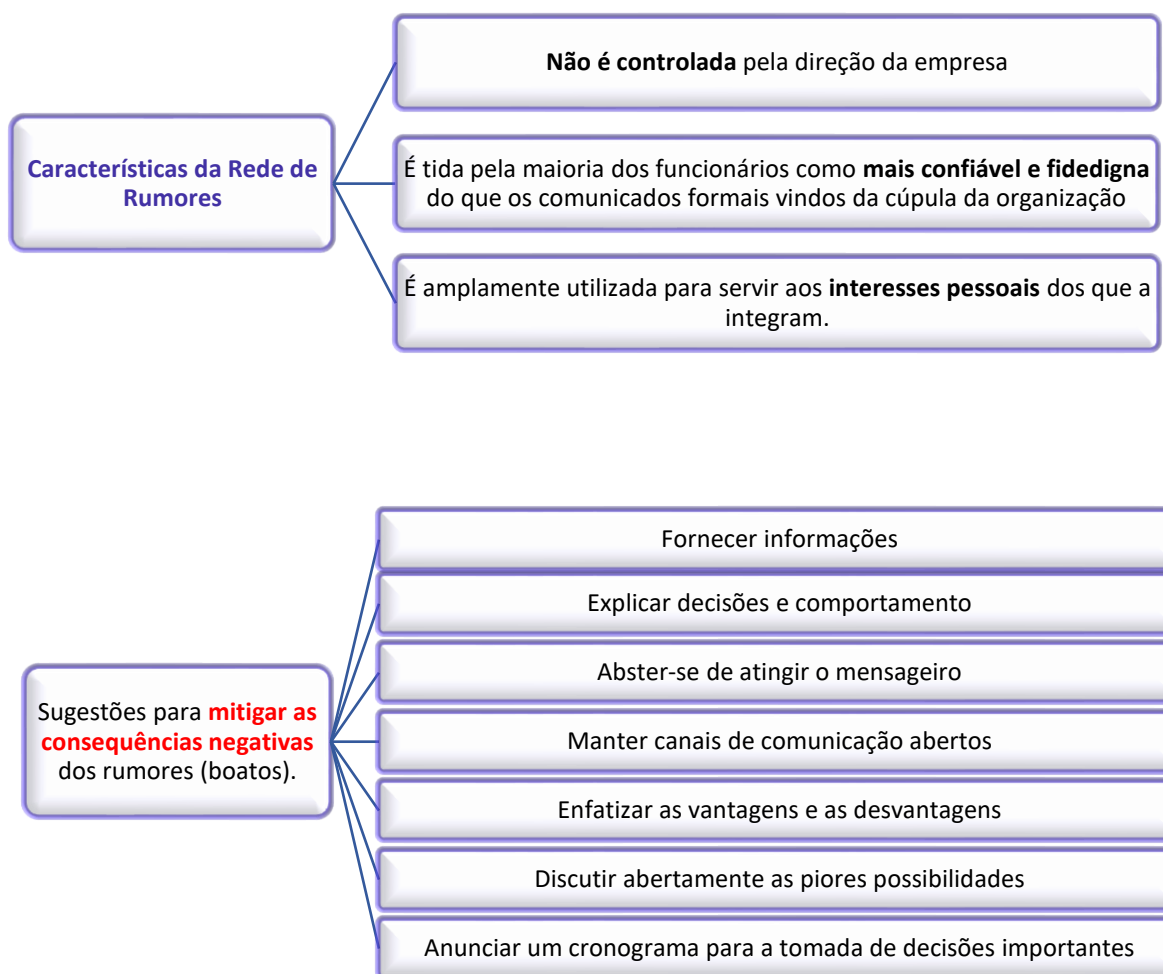 Não é controlada pela direção da empresa
Características da Rede de
Rumores
É tida pela maioria dos funcionários como mais confiável e fidedigna
do que os comunicados formais vindos da cúpula da organização
É amplamente utilizada para servir aos interesses pessoais dos que a
integram.
Sugestões para mitigar as
consequências negativas
dos rumores (boatos).
Fornecer informações
Explicar decisões e comportamento
Abster-se de atingir o mensageiro
Manter canais de comunicação abertos
Enfatizar as vantagens e as desvantagens
Discutir abertamente as piores possibilidades
Anunciar um cronograma para a tomada de decisões importantes